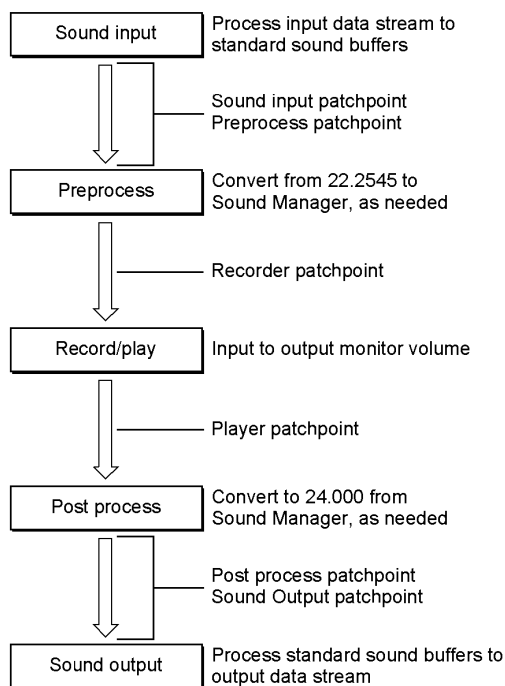 Sound input
Process input data stream to
standard sound buffers
Sound input patchpoint
Preprocess patchpoint
Preprocess
Convert from 22.2545 to
Sound Manager, as needed
Recorder patchpoint
Record/play
Input to output monitor volume
Player patchpoint
Post process
Convert to 24.000 from
Sound Manager, as needed
Post process patchpoint
Sound Output patchpoint
Sound output
Process standard sound buffers to
output data stream